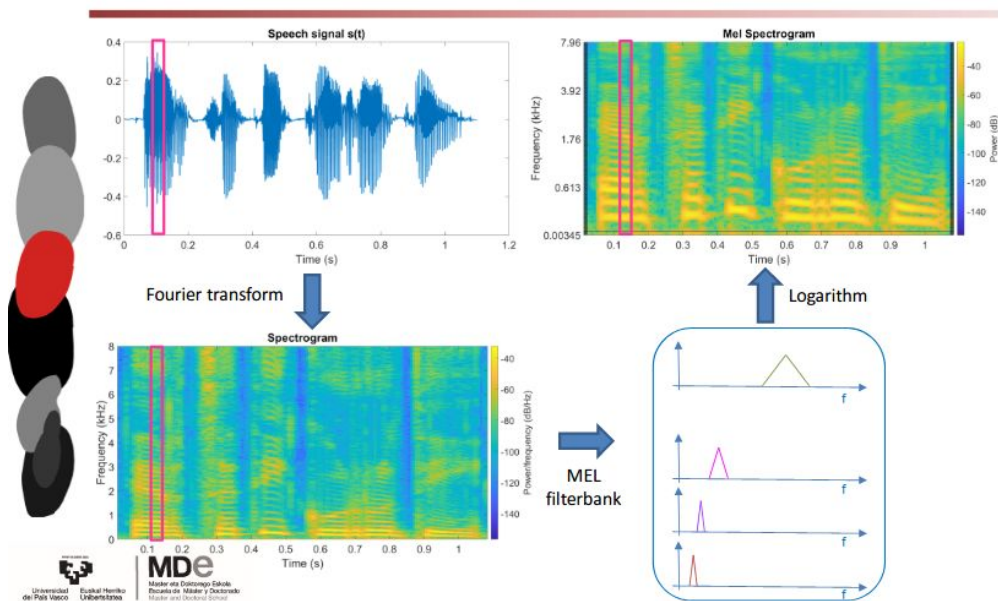 Speech signal s(t)
0.4
0.2
0
-0.2
-0.4
-0.6
0
0.2
0.4
0.6
0.8
1
1.2
Time (s)
Mel Spectrogram
Frequency (kHz)
7.96
3.92
1.76
0.613
0.00345
0.1
0.2
0.3
0.4
0.5
0.6
0.7
0.8
0.9
1
Time (s)
-40
-60
-80
-100
-120
-140
Power (dB)
Fourier transform
Logarithm
Spectrogram
Frequency (kHz)
8
7
6
5
4
3
2
1
0
0.1
0.2
0.3
0.4
0.5
0.6
0.7
0.8
0.9
1
Time (s)
-40
-60
-80
-100
-120
-140
Power/frequency (dB/Hz)
MEL
filterbank
f
f
f
f
Universidad Euskal Herriko
del País Vasco Unibertsitatea
MDe
Master eta Doktorego Eskola
Escuela de Máster y Doctorado
Master and Doctoral School